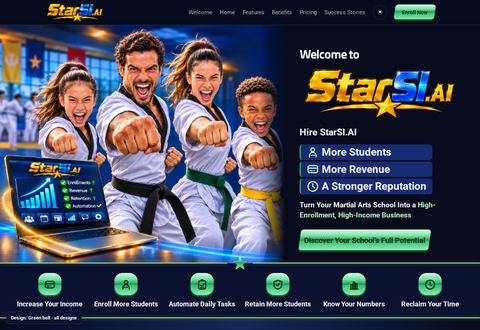 StarSI.AI
Welcome Home Features Benefits Pricing Success Stories
Enroll Now
Welcome to
StarSI.AI
Hire StarSI.AI
More Students
More Revenue
A Stronger Reputation
Turn Your Martial Arts School Into a High-
Enrollment, High-Income Business
Discover Your School's Full Potential
StarSI.AI
Enrollments
Revenue
Retention
Automation
Increase Your Income
Enroll More Students
Automate Daily Tasks
Retain More Students
Know Your Numbers
Reclaim Your Time
Design: Green belt · all designs